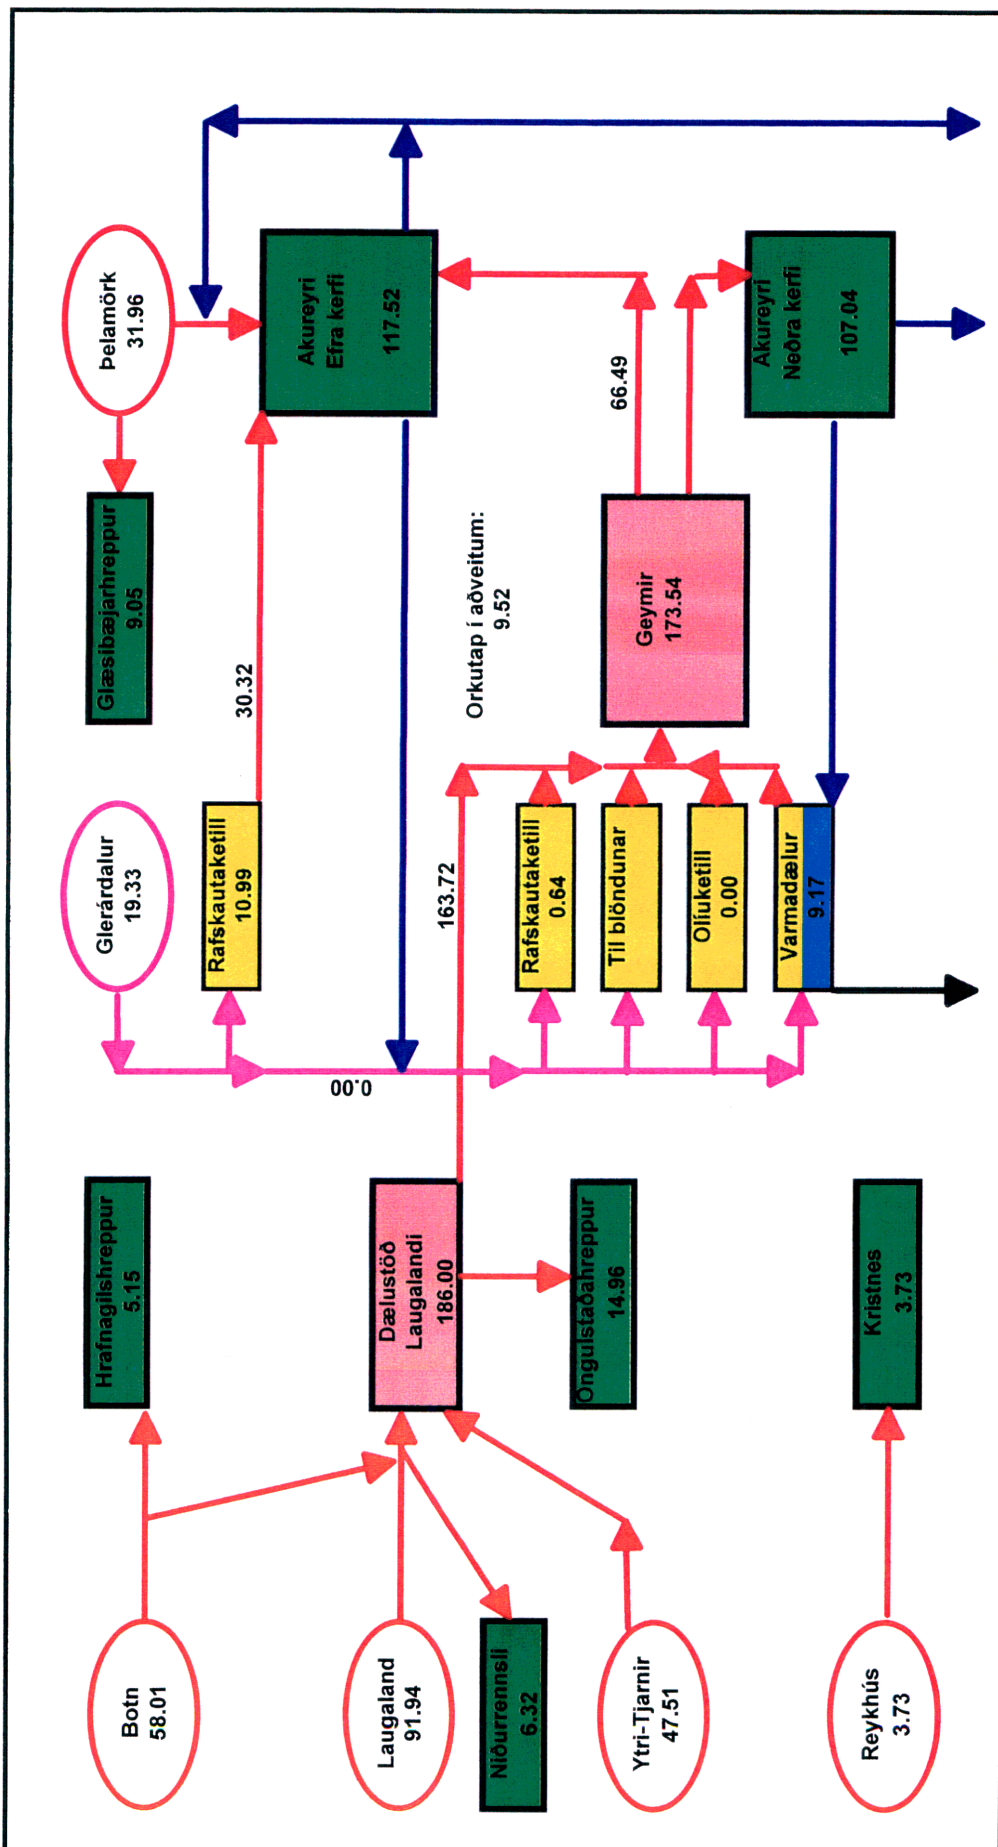 Botn
58.01
Hrafnagilshreppur
5.15
Glerárdalur
19.33
Glæsibæjarhreppur
9.05
Þelamörk
31.96
Rafskautaketill
10.99
30.32
Akureyri
Efra kerfi
117.52
0.00
Laugaland
91.94
Dælustöð
Laugalandi
186.00
163.72
Orkutap í aðveitum:
9.52
Niðurrennsli
6.32
Ongulstaðahreppur
14.96
Rafskautaketill
0.64
Til blöndunar
Olíuketill
0.00
Varmadælur
9.17
Geymir
173.54
66.49
Ytri-Tjarnir
47.51
Akureyri
Neðra kerfi
107.04
Reykhús
3.73
Kristnes
3.73